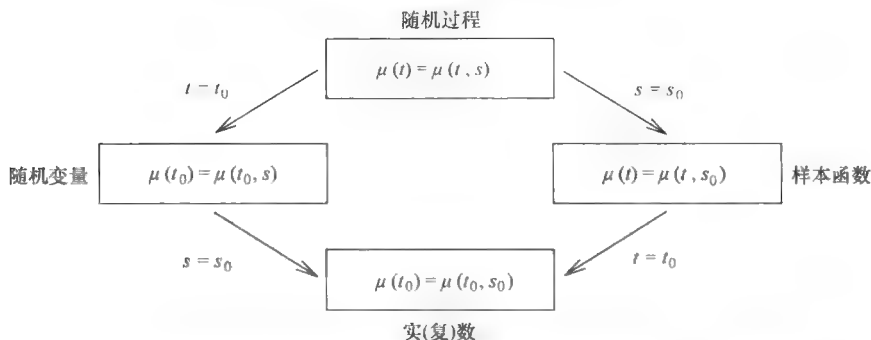 随机过程
μ(t)=μ(t,s)
t=t₀
s=s₀
随机变量
μ(t₀)=μ(t₀,s)
μ(t)=μ(t,s₀)
样本函数
s=s₀
t=t₀
μ(t₀)=μ(t₀,s₀)
实(复)数